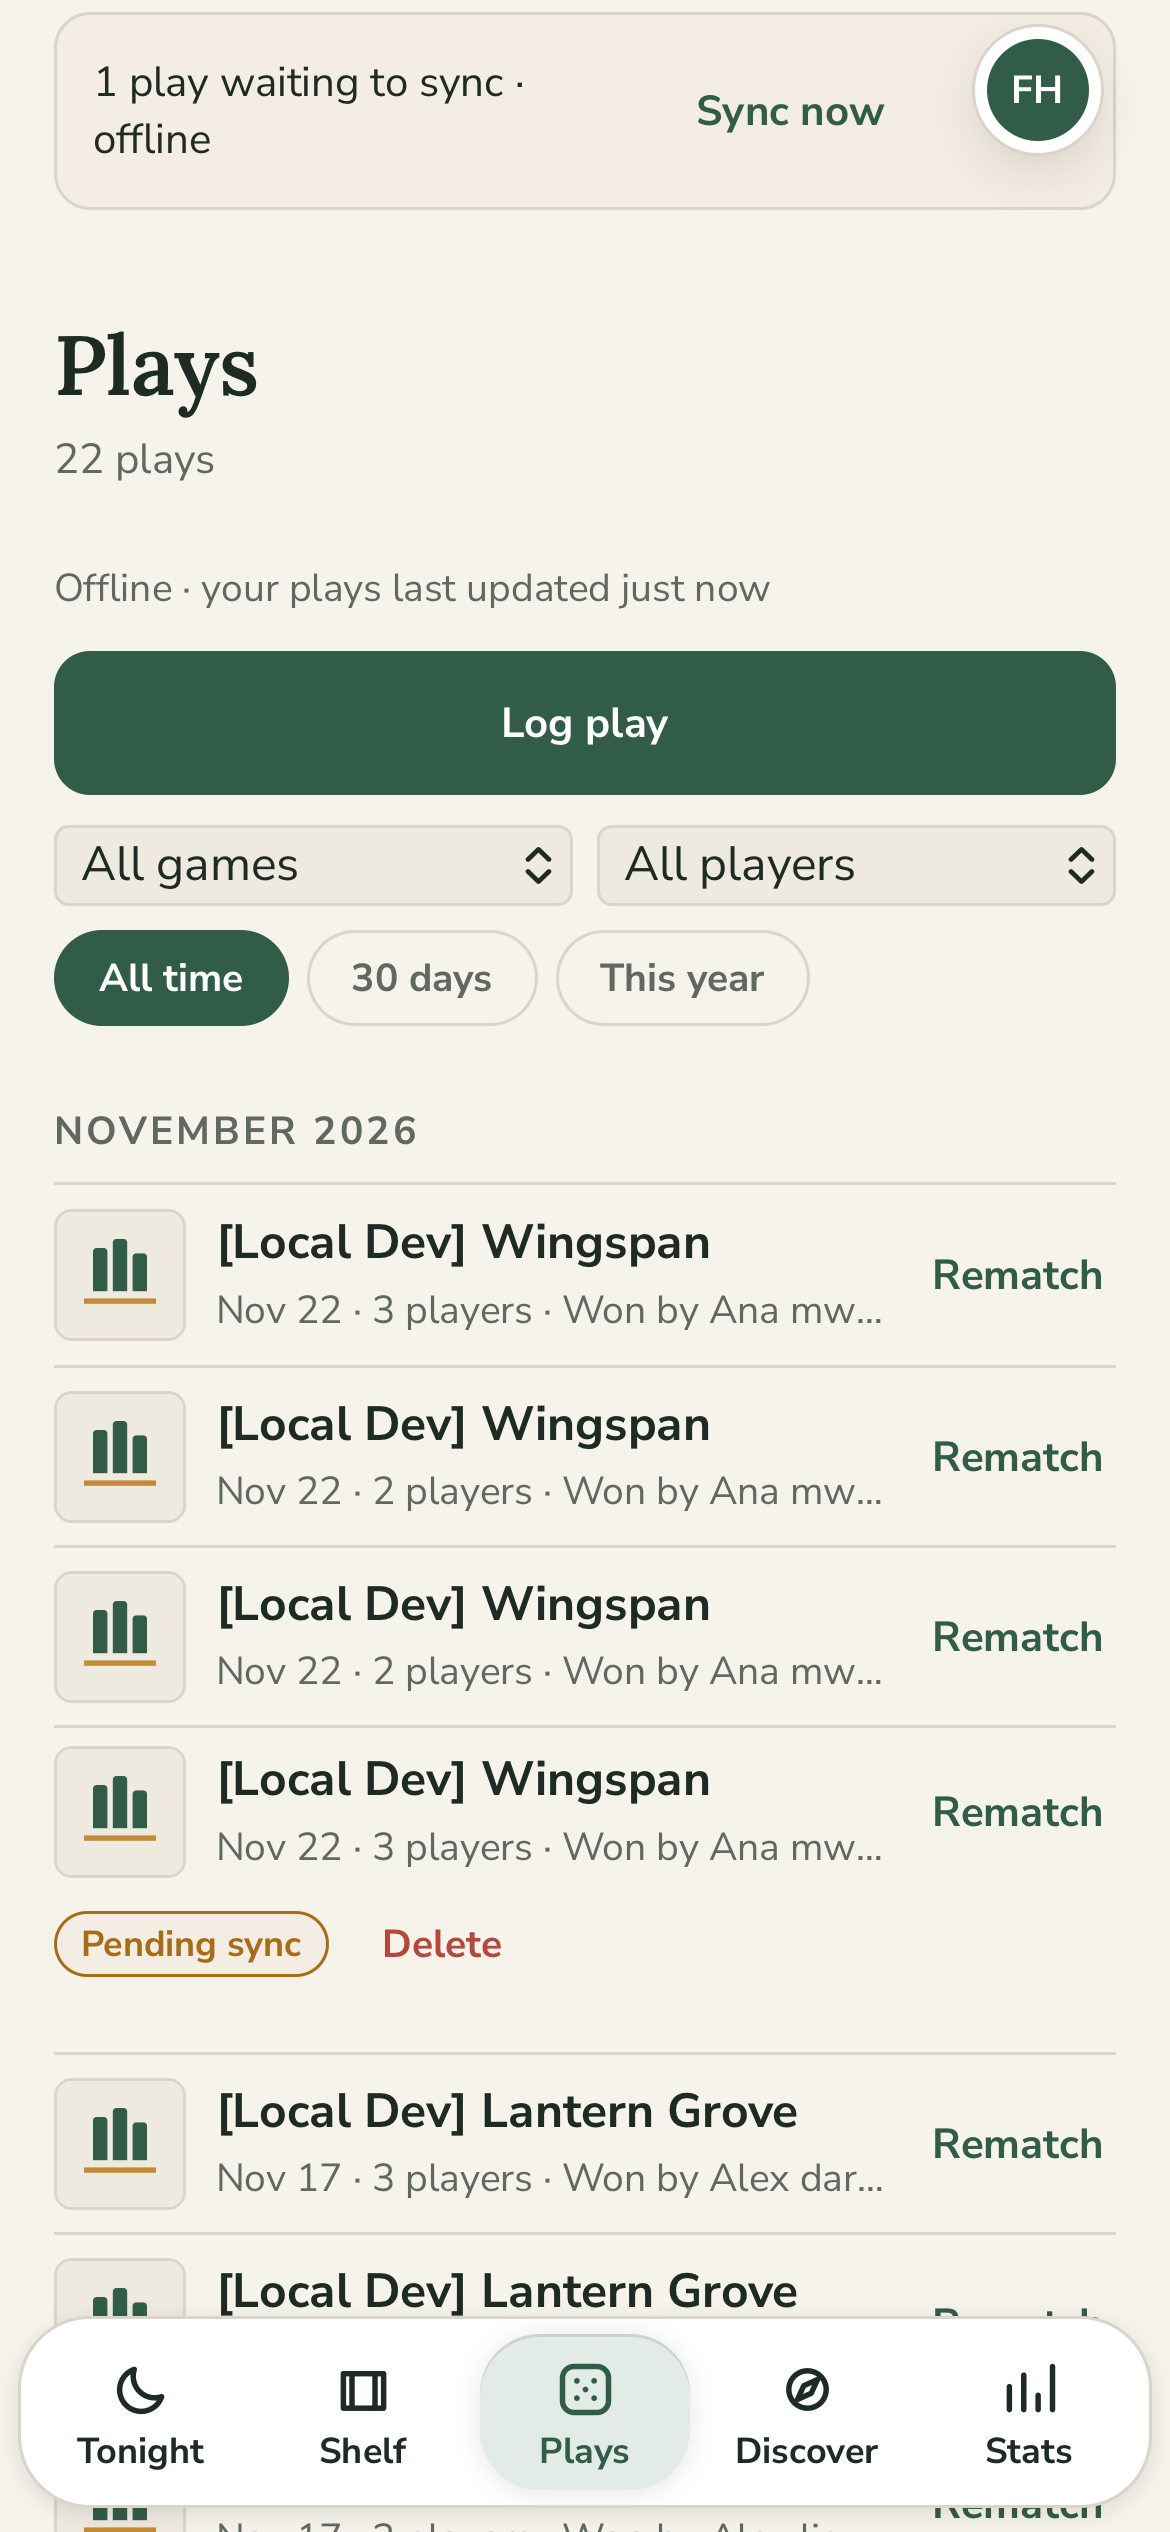 1 play waiting to sync ·
offline
Sync now
FH
Plays
22 plays
Offline · your plays last updated just now
Log play
All games
All players
All time
30 days
This year
NOVEMBER 2026
[Local Dev] Wingspan
Nov 22 · 3 players · Won by Ana mw...
Rematch
[Local Dev] Wingspan
Nov 22 · 2 players · Won by Ana mw...
Rematch
[Local Dev] Wingspan
Nov 22 · 2 players · Won by Ana mw...
Rematch
[Local Dev] Wingspan
Nov 22 · 3 players · Won by Ana mw...
Rematch
Pending sync
Delete
[Local Dev] Lantern Grove
Nov 17 · 3 players · Won by Alex dar...
Rematch
[Local Dev] Lantern Grove
Tonight
Shelf
Plays
Discover
Stats